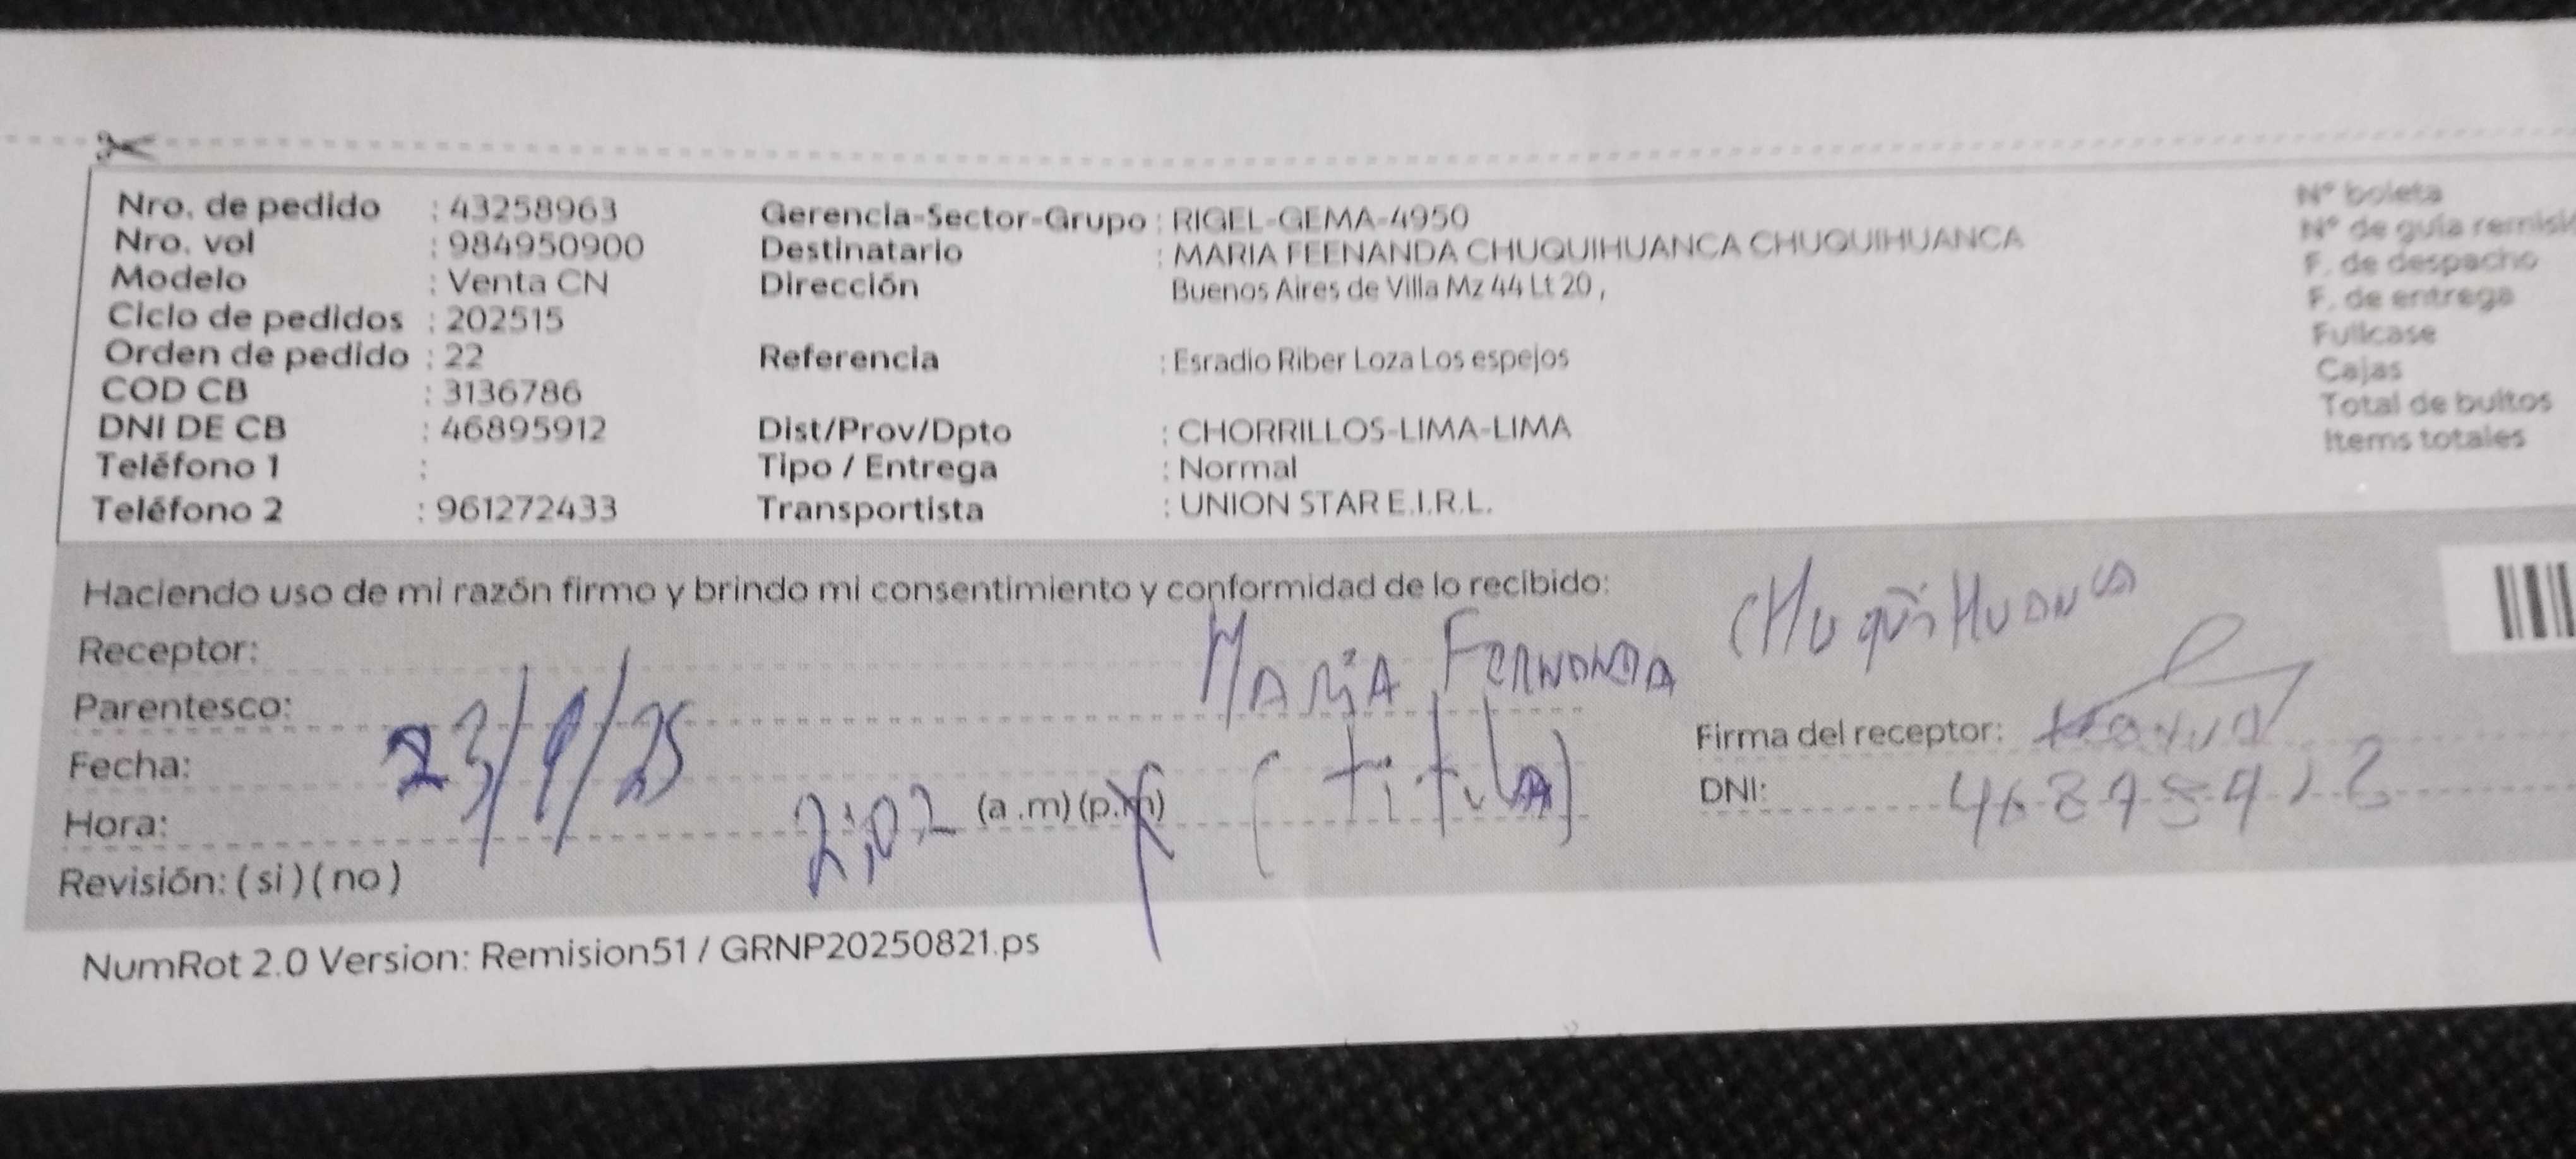 Nro. de pedido : 43258963
Nro. vol : 984950900
Modelo : Venta CN
Ciclo de pedidos : 202515
Orden de pedido : 22
COD CB : 3136786
DNI DE CB : 46895912
Teléfono 1 :
Teléfono 2 : 961272433
Gerencia-Sector-Grupo : RIGEL-GEMA-4950
Destinatario : MARIA FEENANDA CHUQUIHUANCA CHUQUIHUANCA
Dirección Buenos Aires de Villa Mz 44 Lt 20 ,
Referencia : Esradio Riber Loza Los espejos
Dist/Prov/Dpto : CHORRILLOS-LIMA-LIMA
Tipo / Entrega : Normal
Transportista : UNION STAR E.I.R.L.
N° boleta
N° de guía
F. de despacho
F. de entrega
Fullcase
Cajas
Total de bultos
Items totales
Haciendo uso de mi razón firmo y brindo mi consentimiento y conformidad de lo recibido:
Receptor: MARIA FERNANDA
Parentesco: (titula)
Fecha: 23/9/25
Hora: 2:02 (a .m) (p.m)
Revisión: ( si ) ( no )
Firma del receptor:
DNI: 46895912
NumRot 2.0 Version: Remision51 / GRNP20250821.ps